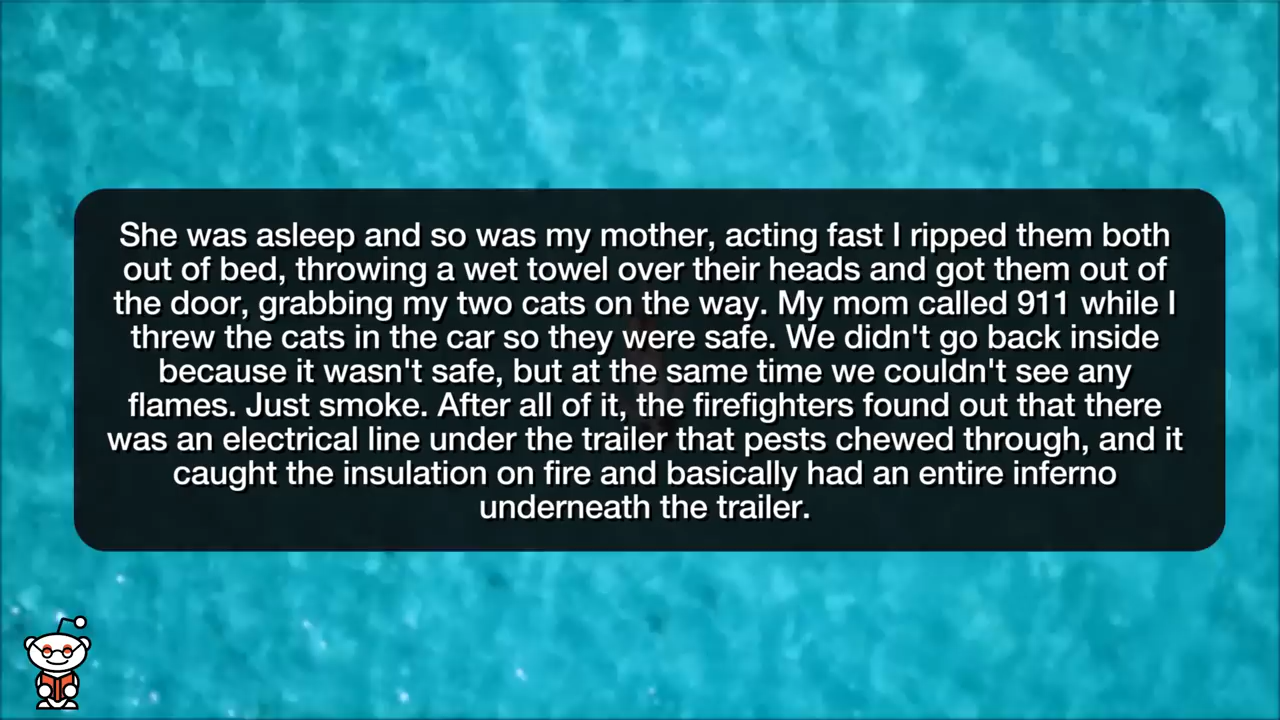 She was asleep and so was my mother, acting fast I ripped them both
out of bed, throwing a wet towel over their heads and got them out of
the door, grabbing my two cats on the way. My mom called 911 while I
threw the cats in the car so they were safe. We didn't go back inside
because it wasn't safe, but at the same time we couldn't see any
flames. Just smoke. After all of it, the firefighters found out that there
was an electrical line under the trailer that pests chewed through, and it
caught the insulation on fire and basically had an entire inferno
underneath the trailer.